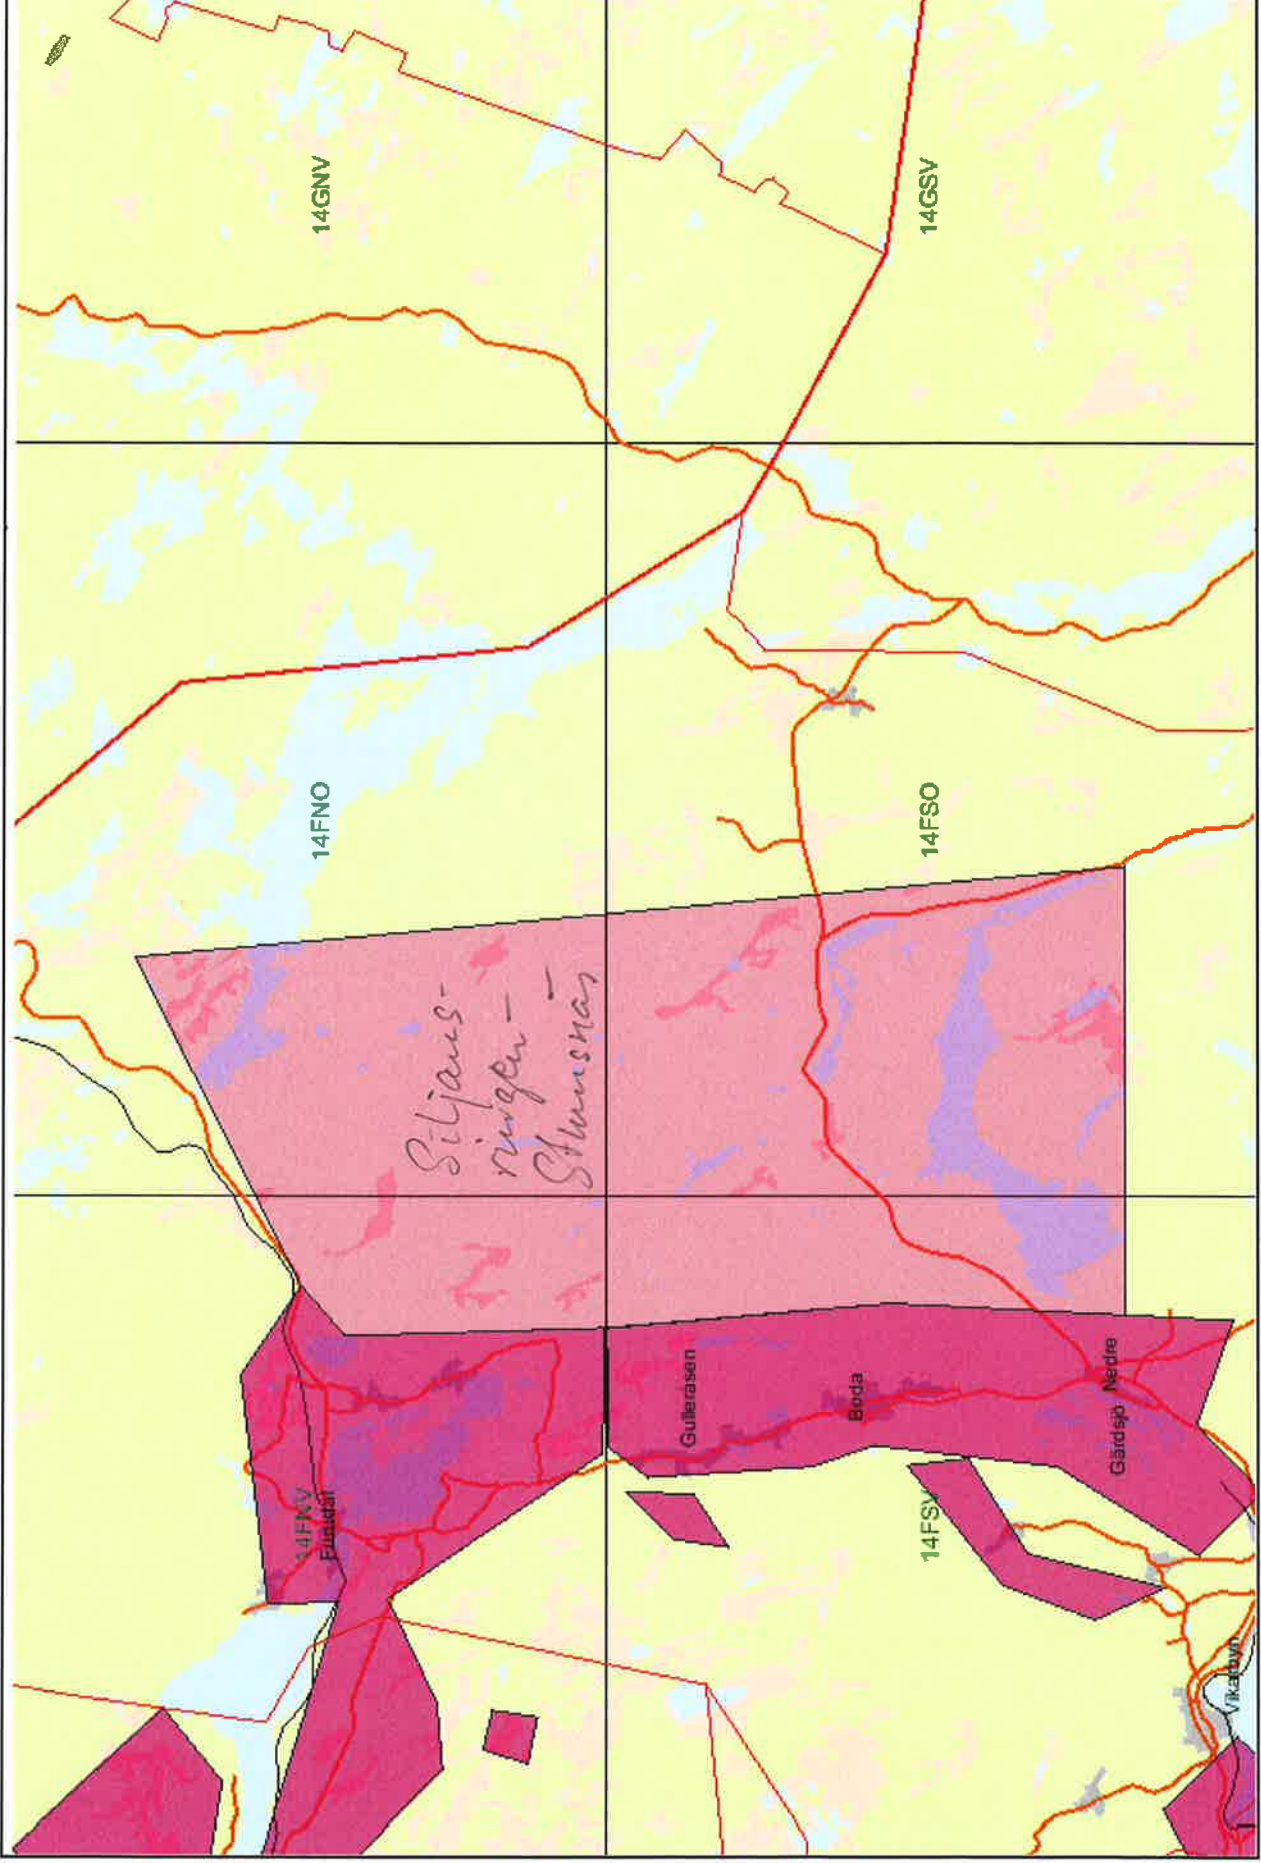 14GNV
14GSV
14FNO
14FSO
Siljans-
ringen-
Stumsnäs
Gulleråsen
Boda
Gärdsjö Nedre
14FNV
Furudal
14FSV
Vikarbyn